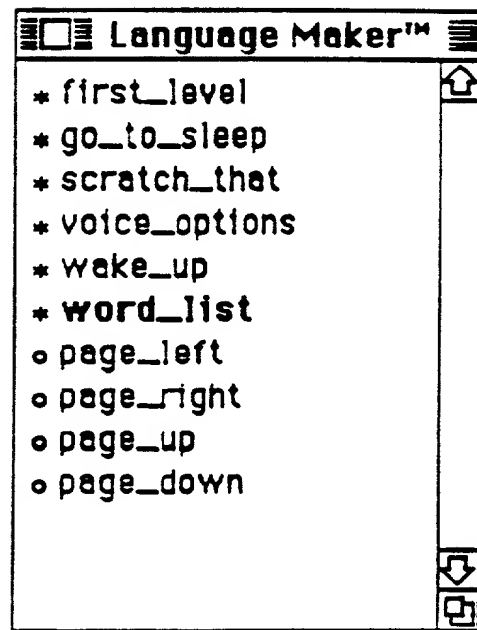 Language Maker™
* first_level
* go_to_sleep
* scratch_that
* voice_options
* wake_up
* word_list
o page_left
o page_right
o page_up
o page_down